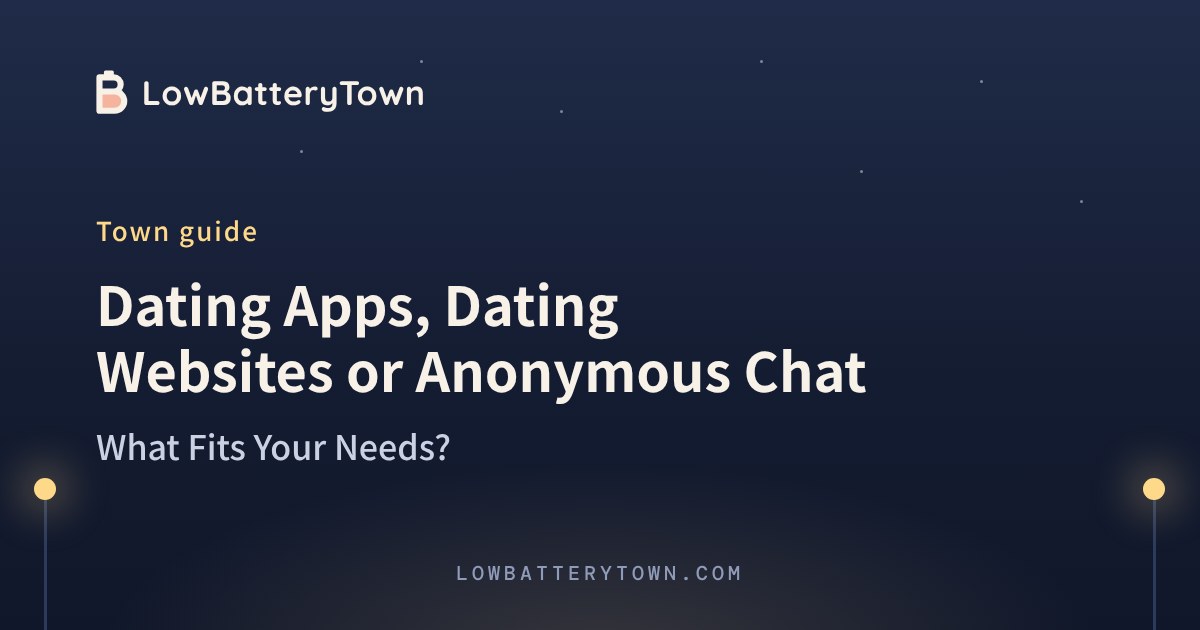 LowBatteryTown
Town guide
Dating Apps, Dating
Websites or Anonymous Chat
What Fits Your Needs?
LOWBATTERYTOWN.COM